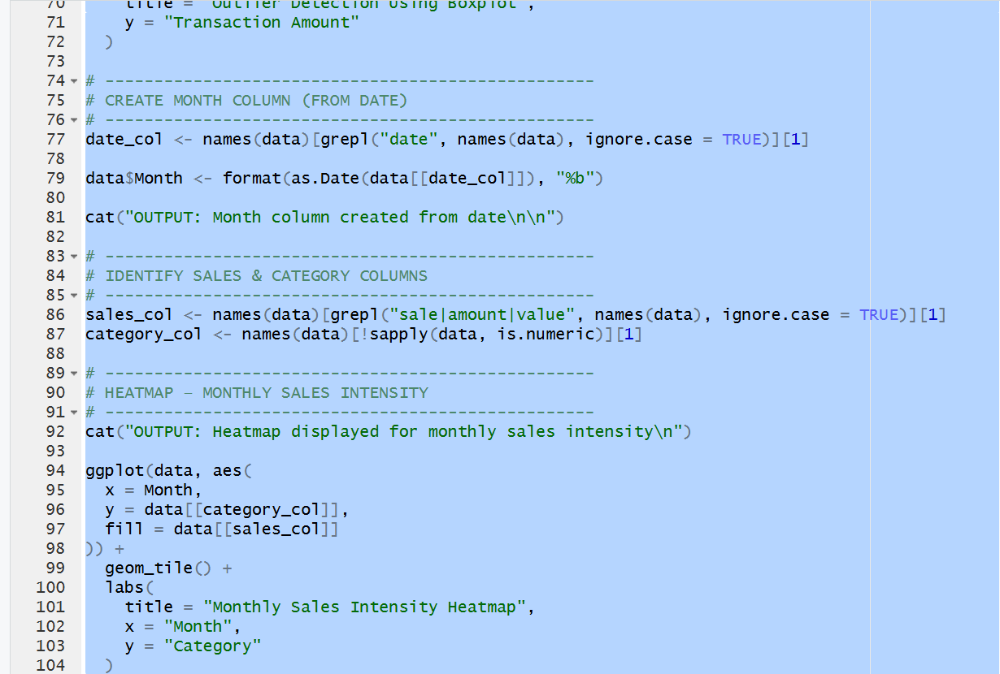 70 title = "Outlier Detection Using Boxplot",
71 y = "Transaction Amount"
72 )
73
74 # --------------------------------------------------
75 # CREATE MONTH COLUMN (FROM DATE)
76 # --------------------------------------------------
77 date_col <- names(data)[grepl("date", names(data), ignore.case = TRUE)][1]
78
79 data$Month <- format(as.Date(data[[date_col]]), "%b")
80
81 cat("OUTPUT: Month column created from date\n\n")
82
83 # --------------------------------------------------
84 # IDENTIFY SALES & CATEGORY COLUMNS
85 # --------------------------------------------------
86 sales_col <- names(data)[grepl("sale|amount|value", names(data), ignore.case = TRUE)][1]
87 category_col <- names(data)[!sapply(data, is.numeric)][1]
88
89 # --------------------------------------------------
90 # HEATMAP – MONTHLY SALES INTENSITY
91 # --------------------------------------------------
92 cat("OUTPUT: Heatmap displayed for monthly sales intensity\n")
93
94 ggplot(data, aes(
95 x = Month,
96 y = data[[category_col]],
97 fill = data[[sales_col]]
98 )) +
99 geom_tile() +
100 labs(
101 title = "Monthly Sales Intensity Heatmap",
102 x = "Month",
103 y = "Category"
104 )